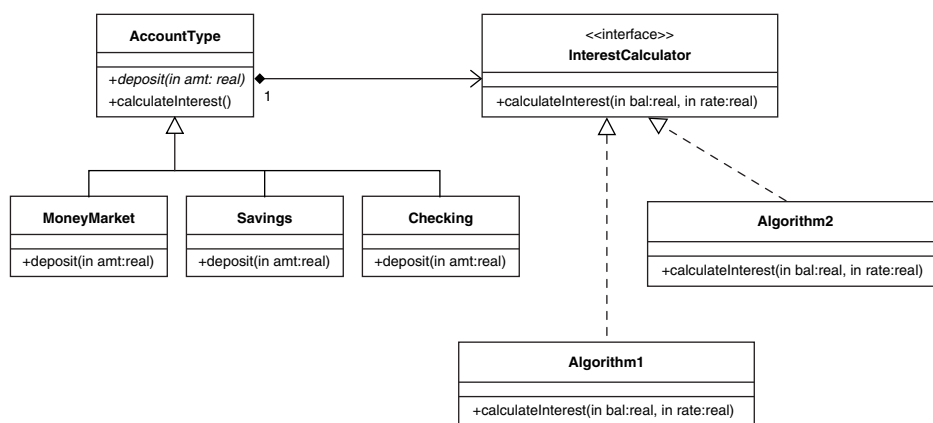 AccountType
+deposit(in amt: real)
+calculateInterest()
1
<<interface>>
InterestCalculator
+calculateInterest(in bal:real, in rate:real)
MoneyMarket
+deposit(in amt:real)
Savings
+deposit(in amt:real)
Checking
+deposit(in amt:real)
Algorithm2
+calculateInterest(in bal:real, in rate:real)
Algorithm1
+calculateInterest(in bal:real, in rate:real)